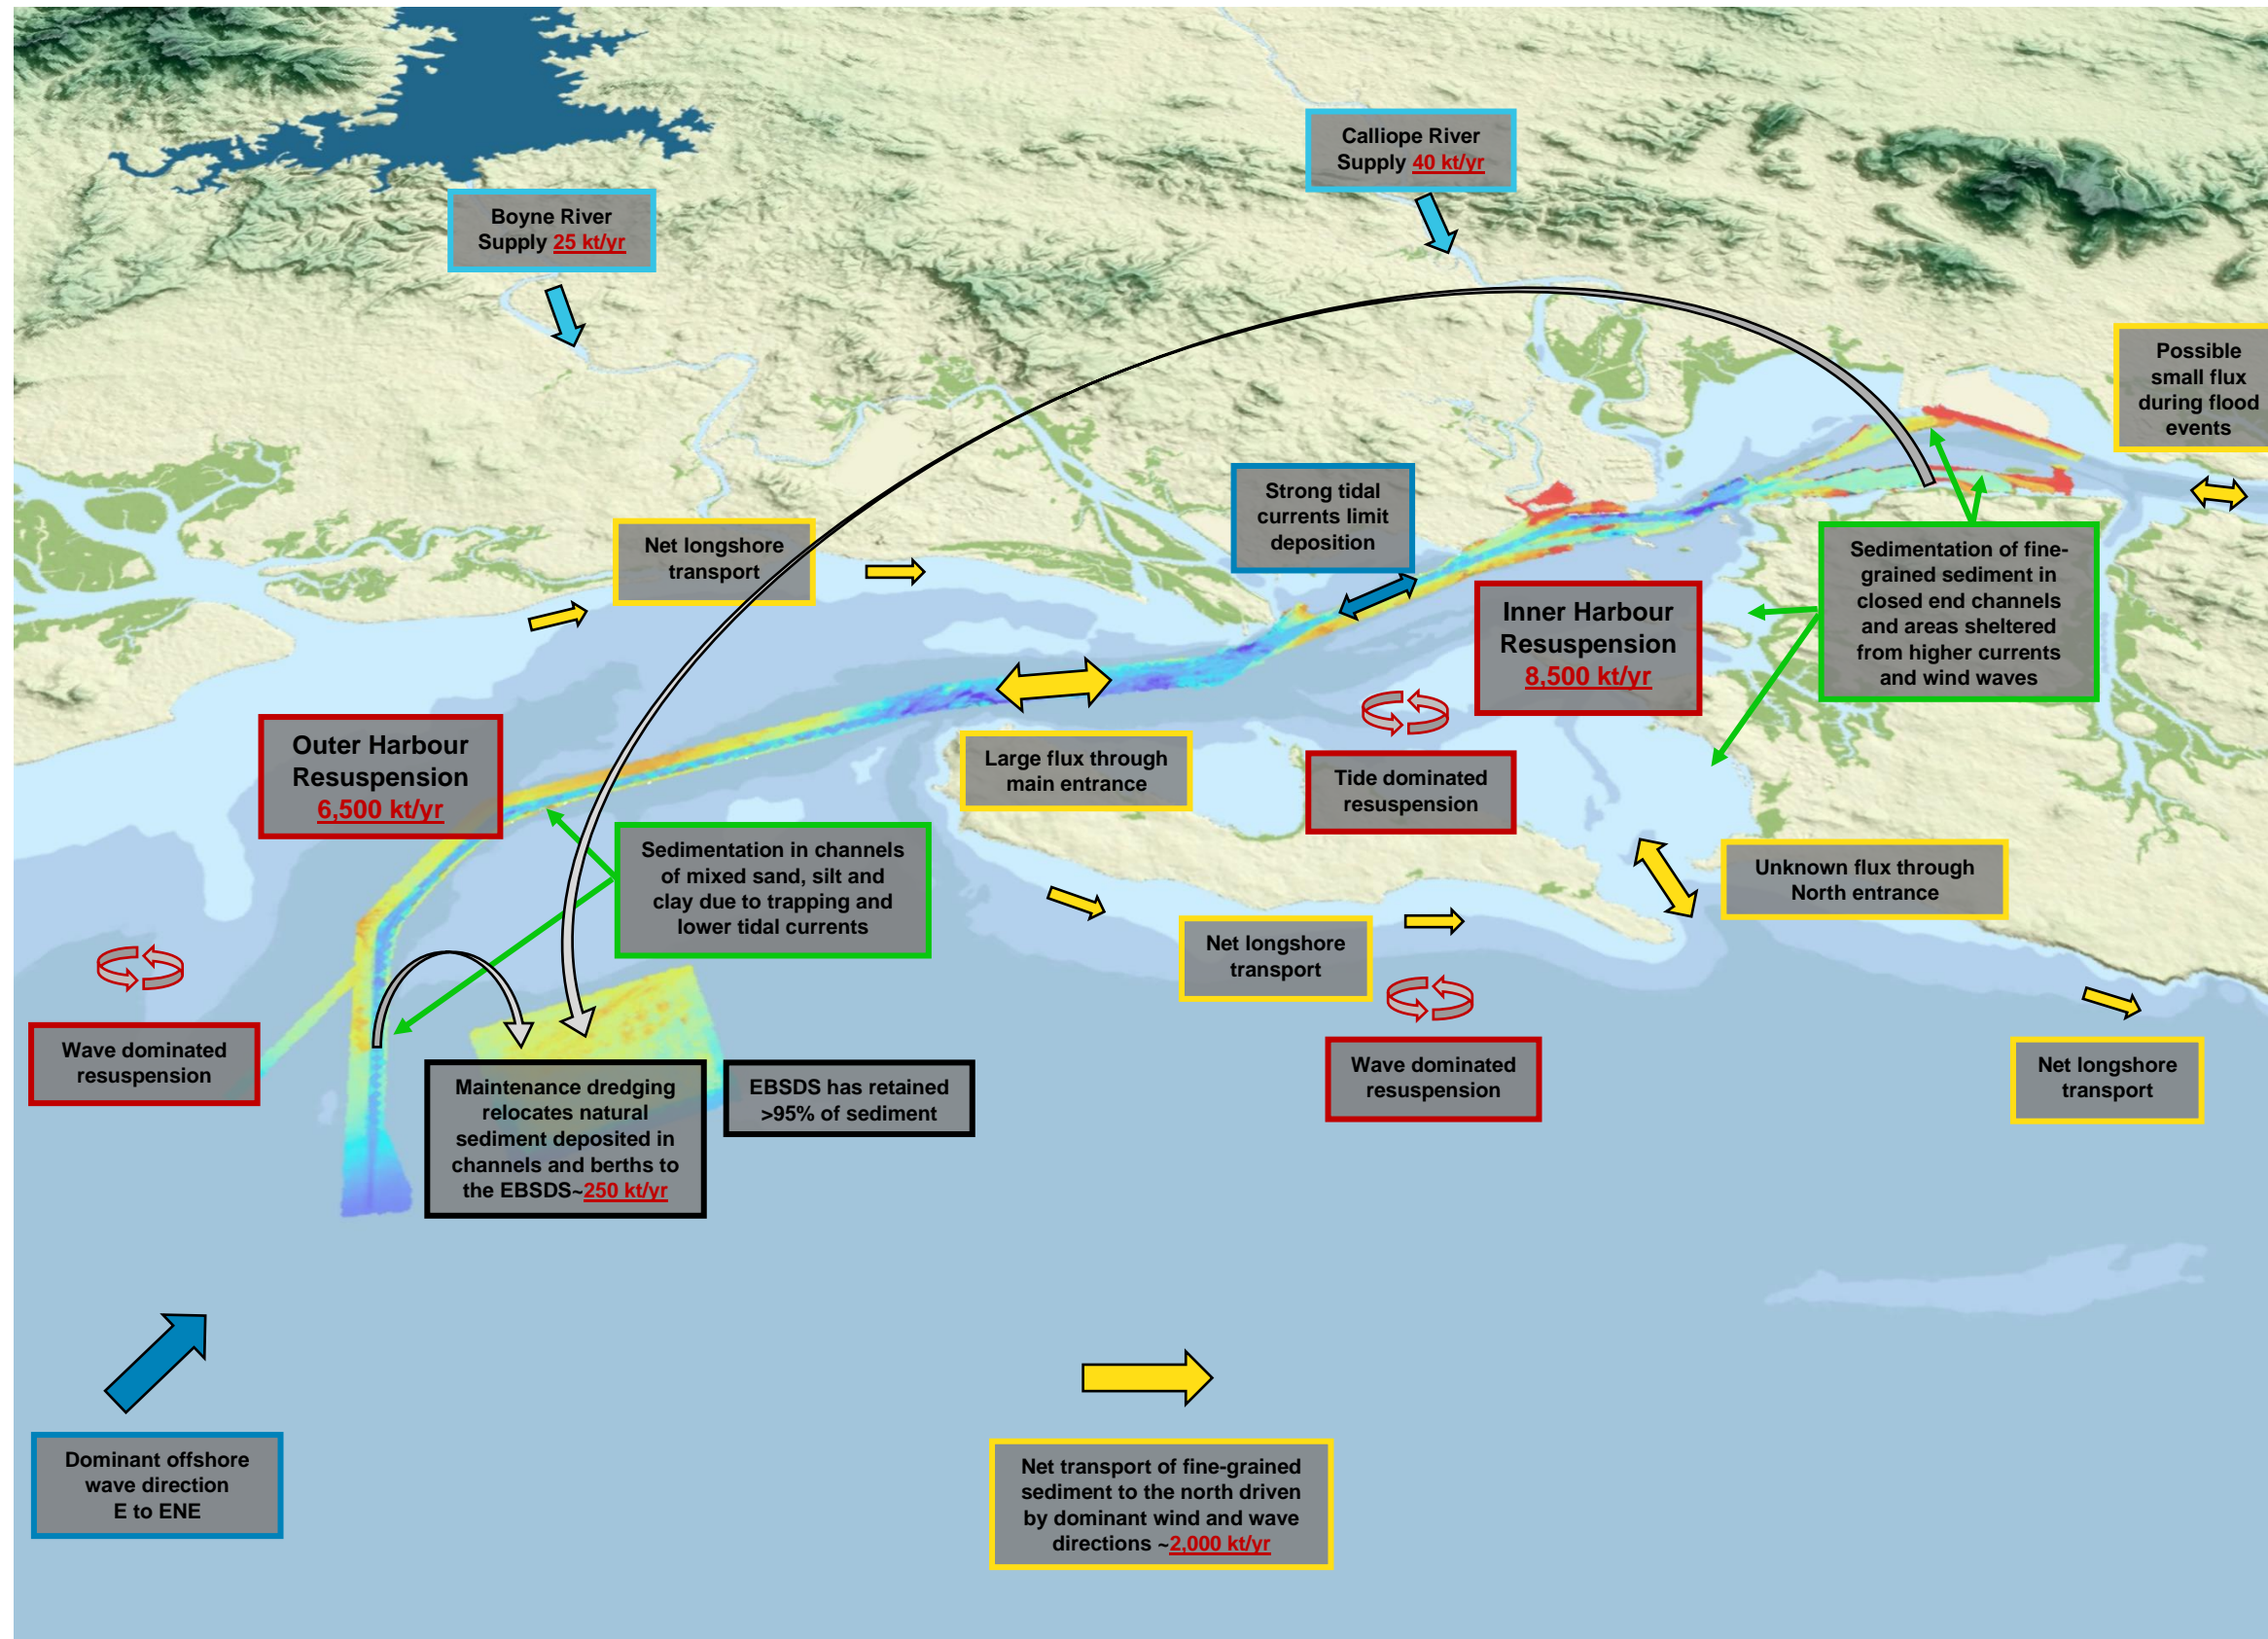 Calliope River
Supply 40 kt/yr
Boyne River
Supply 25 kt/yr
Possible
small flux
during flood
events
Strong tidal
currents limit
deposition
Net longshore
transport
Sedimentation of fine-
grained sediment in
closed end channels
and areas sheltered
from higher currents
and wind waves
Inner Harbour
Resuspension
8,500 kt/yr
Outer Harbour
Resuspension
6,500 kt/yr
Large flux through
main entrance
Tide dominated
resuspension
Sedimentation in channels
of mixed sand, silt and
clay due to trapping and
lower tidal currents
Unknown flux through
North entrance
Net longshore
transport
Wave dominated
resuspension
Maintenance dredging
relocates natural
sediment deposited in
channels and berths to
the EBSDS~250 kt/yr
EBSDS has retained
>95% of sediment
Wave dominated
resuspension
Net longshore
transport
Dominant offshore
wave direction
E to ENE
Net transport of fine-grained
sediment to the north driven
by dominant wind and wave
directions ~2,000 kt/yr